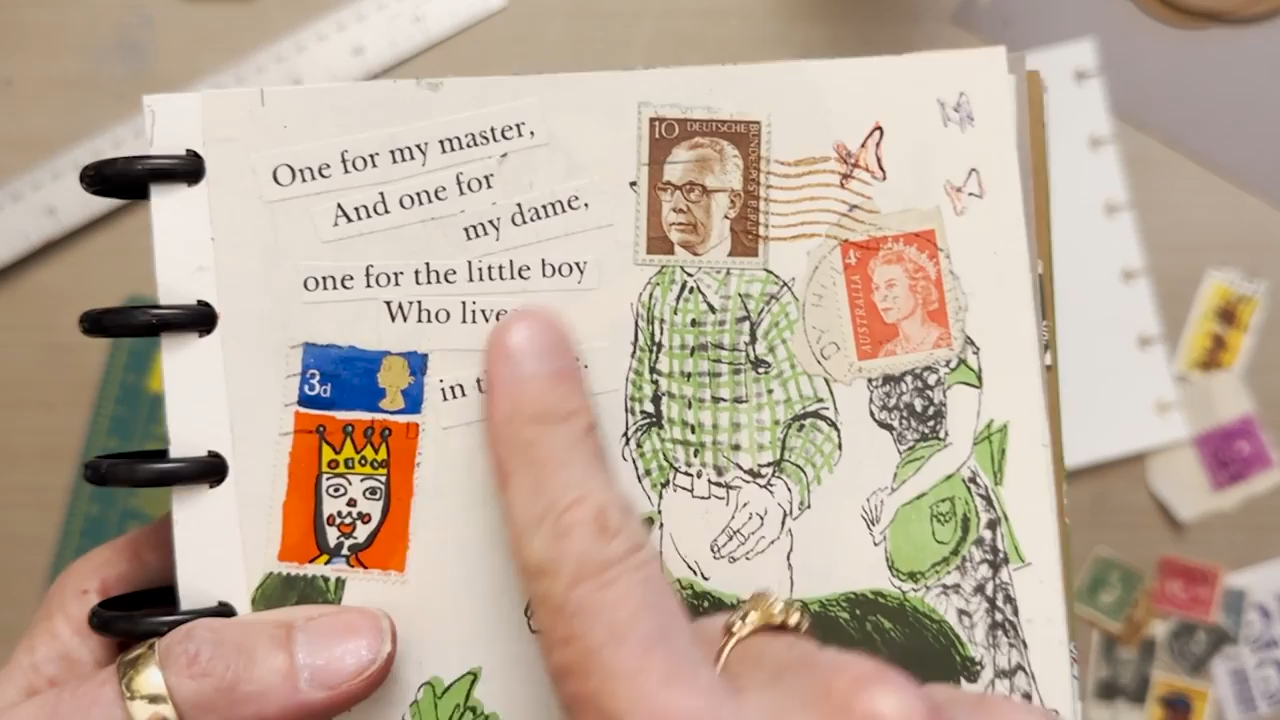 One for my master,
And one for
my dame,
one for the little boy
Who live
in t
3d
10 DEUTSCHE
BUNDESPOST BERLIN
4c
AUSTRALIA